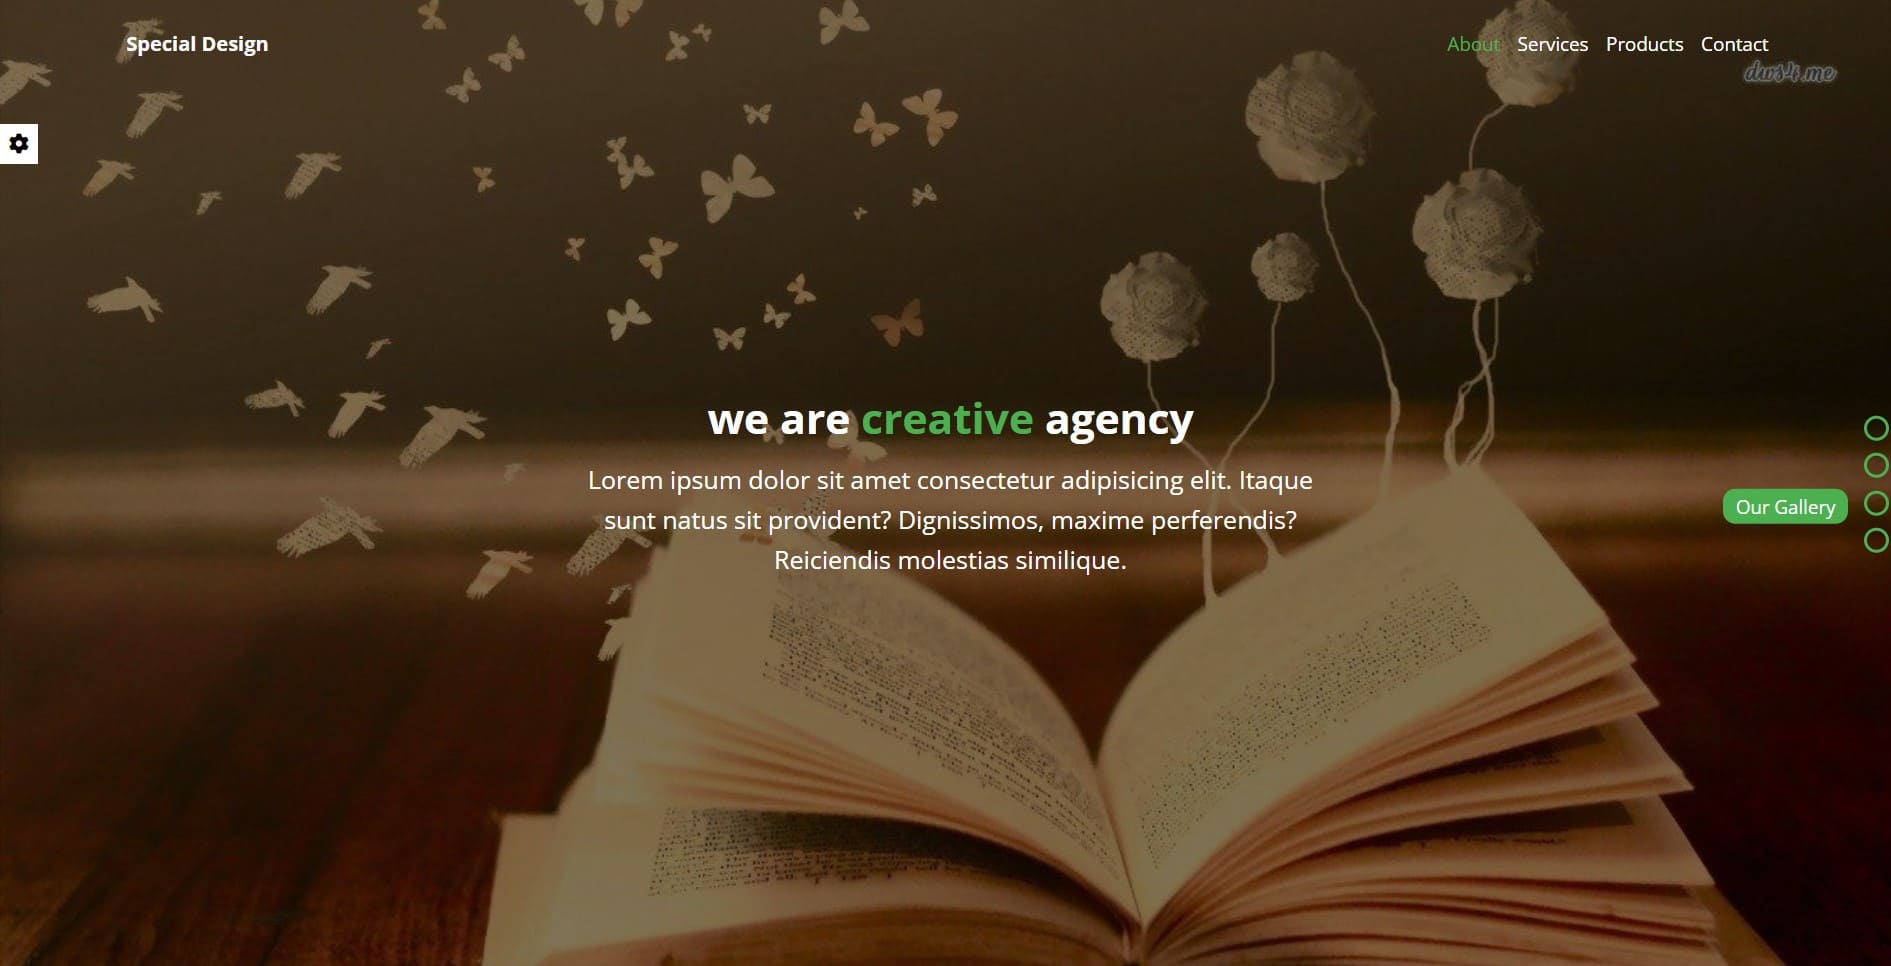 Special Design
About Services Products Contact
dws4.me
we are creative agency
Lorem ipsum dolor sit amet consectetur adipisicing elit. Itaque
sunt natus sit provident? Dignissimos, maxime perferendis?
Reiciendis molestias similique.
Our Gallery